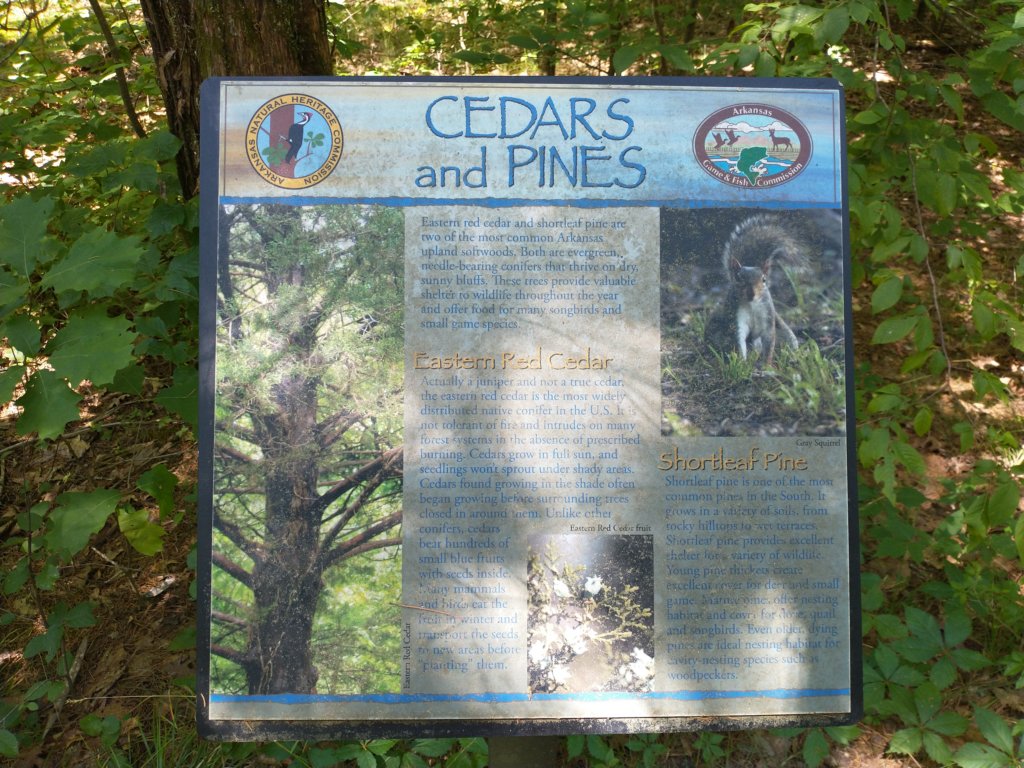 ARKANSAS NATURAL HERITAGE COMMISSION
CEDARS
and PINES
Arkansas
Game & Fish Commission
Eastern red cedar and shortleaf pine are
two of the most common Arkansas
upland softwoods. Both are evergreen,
needle-bearing conifers that thrive on dry,
sunny bluffs. These trees provide valuable
shelter to wildlife throughout the year
and offer food for many songbirds and
small game species.
Eastern Red Cedar
Actually a juniper and not a true cedar,
the eastern red cedar is the most widely
distributed native conifer in the U.S. It is
not tolerant of fire and intrudes on many
forest systems in the absence of prescribed
burning. Cedars grow in full sun, and
seedlings won't sprout under shady areas.
Cedars found growing in the shade often
began growing before surrounding trees
closed in around them. Unlike other
conifers, cedars
bear hundreds of
small blue fruits
with seeds inside.
Many mammals
and birds eat the
fruit in winter and
transport the seeds
to new areas before
"planting" them.
Eastern Red Cedar
Eastern Red Cedar fruit
Gray Squirrel
Shortleaf Pine
Shortleaf pine is one of the most
common pines in the South. It
grows in a variety of soils, from
rocky hilltops to wet terraces.
Shortleaf pine provides excellent
shelter for a variety of wildlife.
Young pine thickets create
excellent cover for deer and small
game. Mature pines offer nesting
habitat and cover for dove, quail
and songbirds. Even older, dying
pines are ideal nesting habitat for
cavity-nesting species such as
woodpeckers.